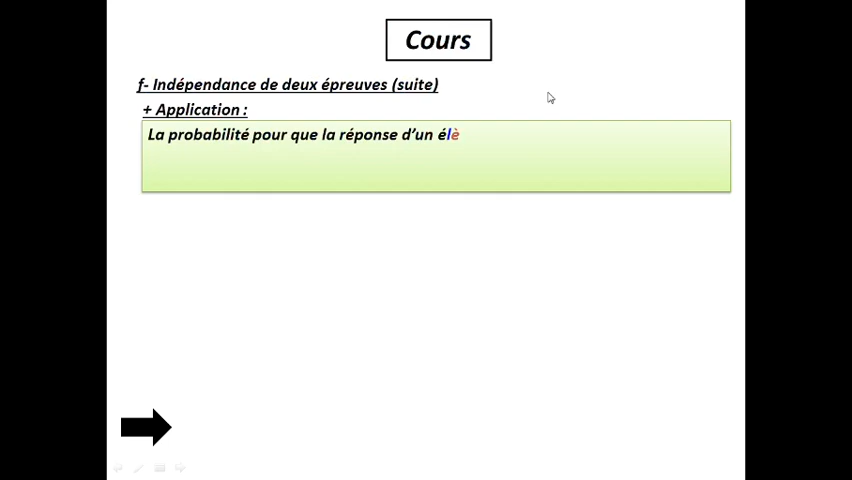 Cours
f- Indépendance de deux épreuves (suite)
+ Application :
La probabilité pour que la réponse d'un élè